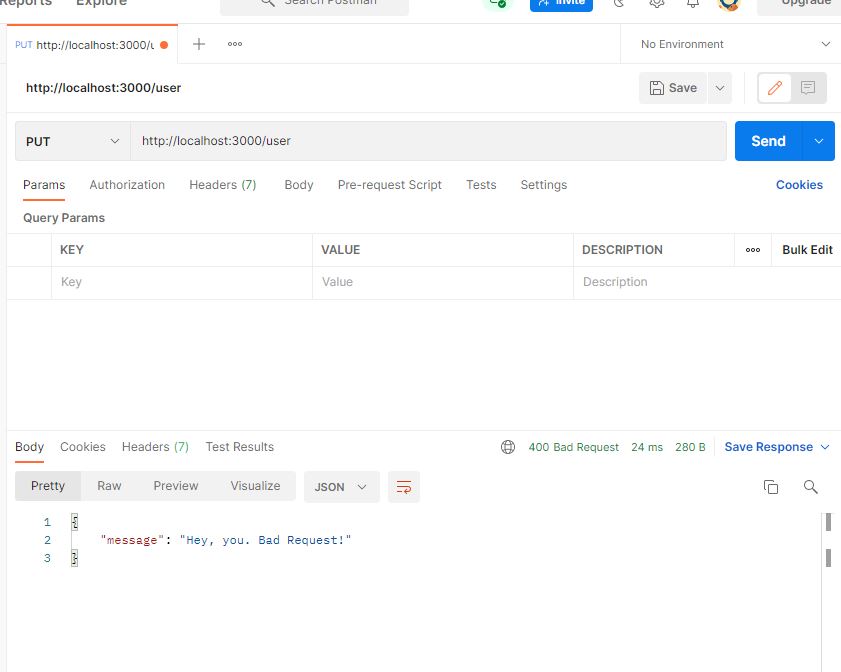 Reports Explore Search Postman Invite Upgrade
PUT http://localhost:3000/u No Environment
http://localhost:3000/user Save
PUT http://localhost:3000/user Send
Params Authorization Headers (7) Body Pre-request Script Tests Settings Cookies
Query Params
KEY VALUE DESCRIPTION Bulk Edit
Key Value Description
Body Cookies Headers (7) Test Results 400 Bad Request 24 ms 280 B Save Response
Pretty Raw Preview Visualize JSON
1 {
2 "message": "Hey, you. Bad Request!"
3 }